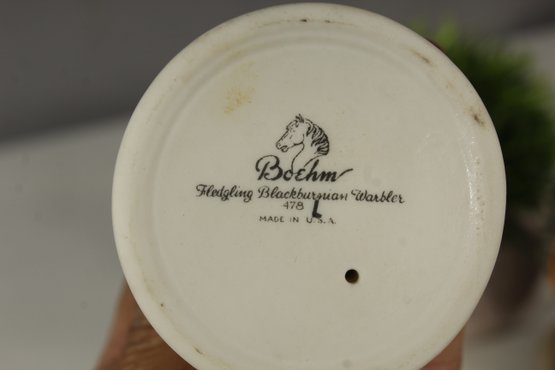 Boehm
Fledgling Blackburnian Warbler
478 L
MADE IN U.S.A.